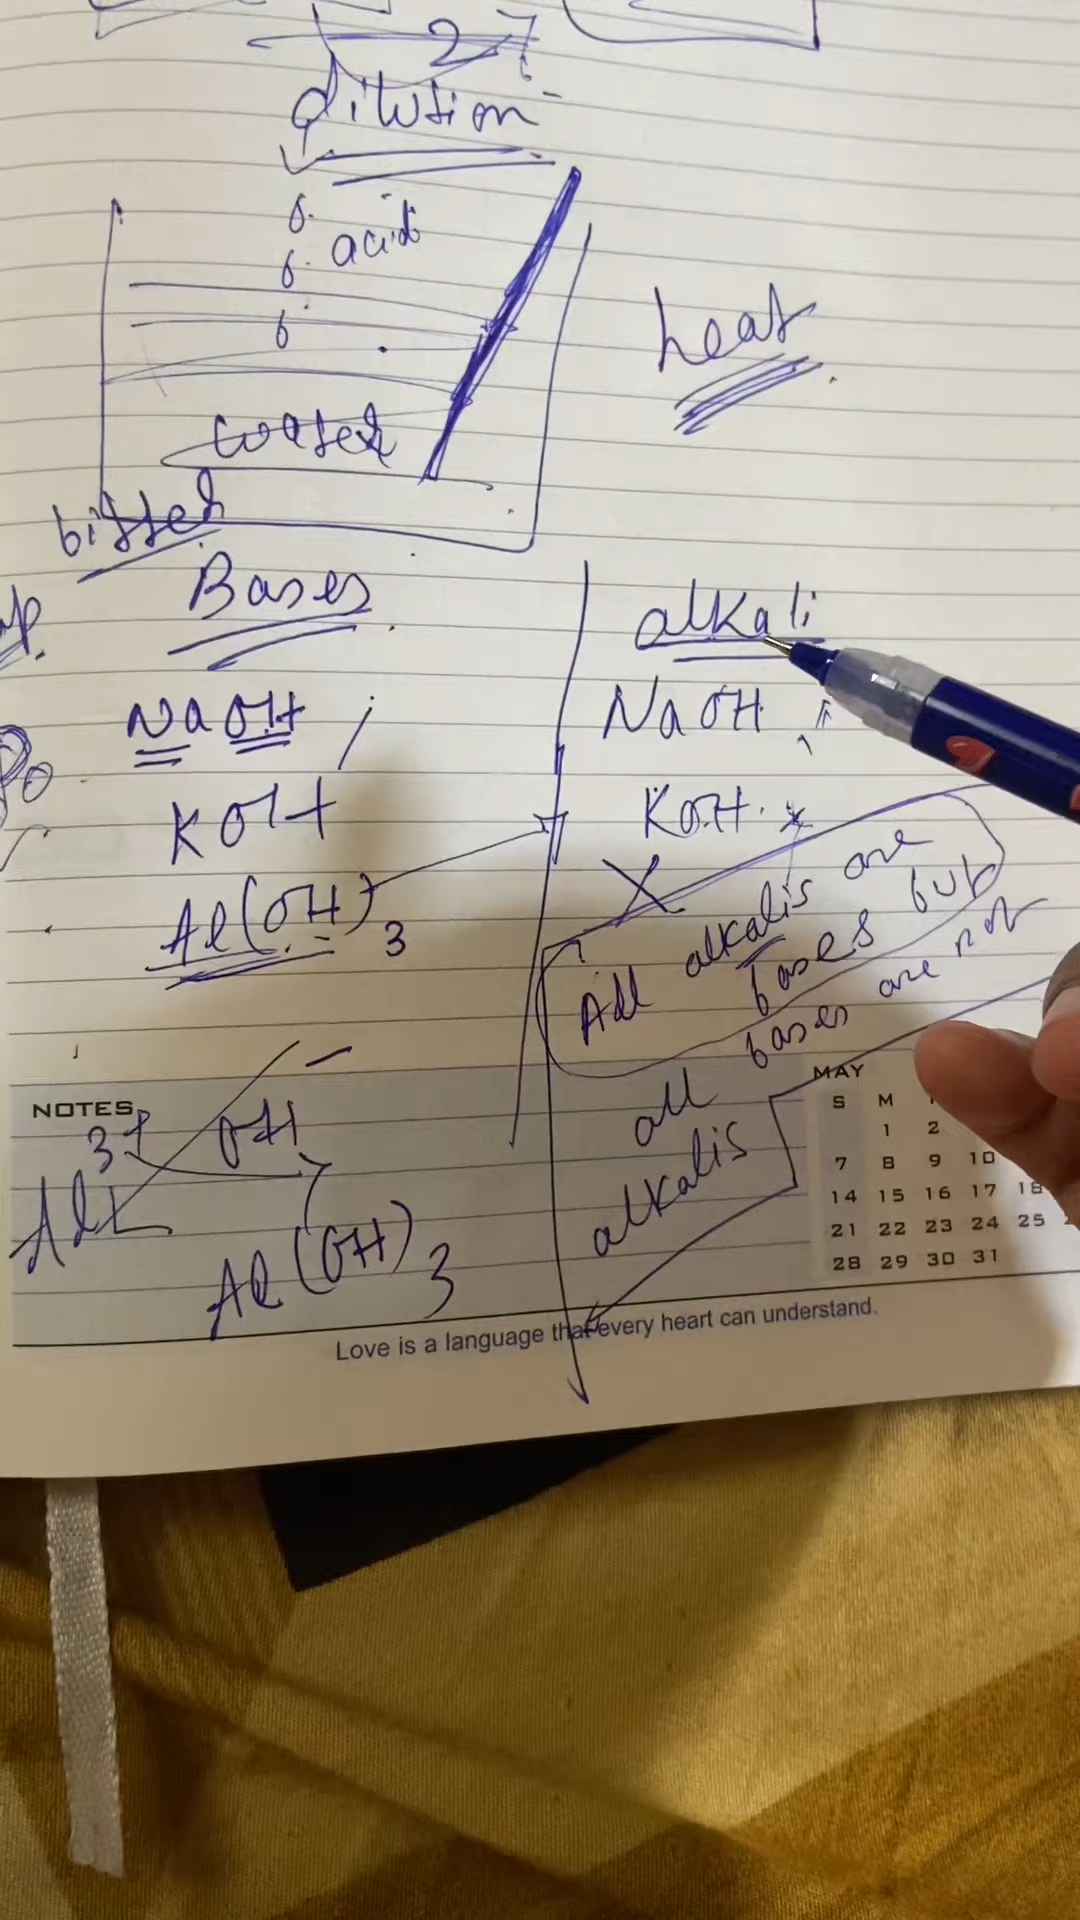 27
dilution
acid
heat
water
bitter
Bases
alkali
NaOH
NaOH
KOH
KOH
Al(OH)3
All alkalis are
bases but
all bases are not
alkalis
NOTES
3+ OH
Al
Al(OH)3
MAY
S M
1 2
7 8 9 10
14 15 16 17 18
21 22 23 24 25
28 29 30 31
Love is a language that every heart can understand.